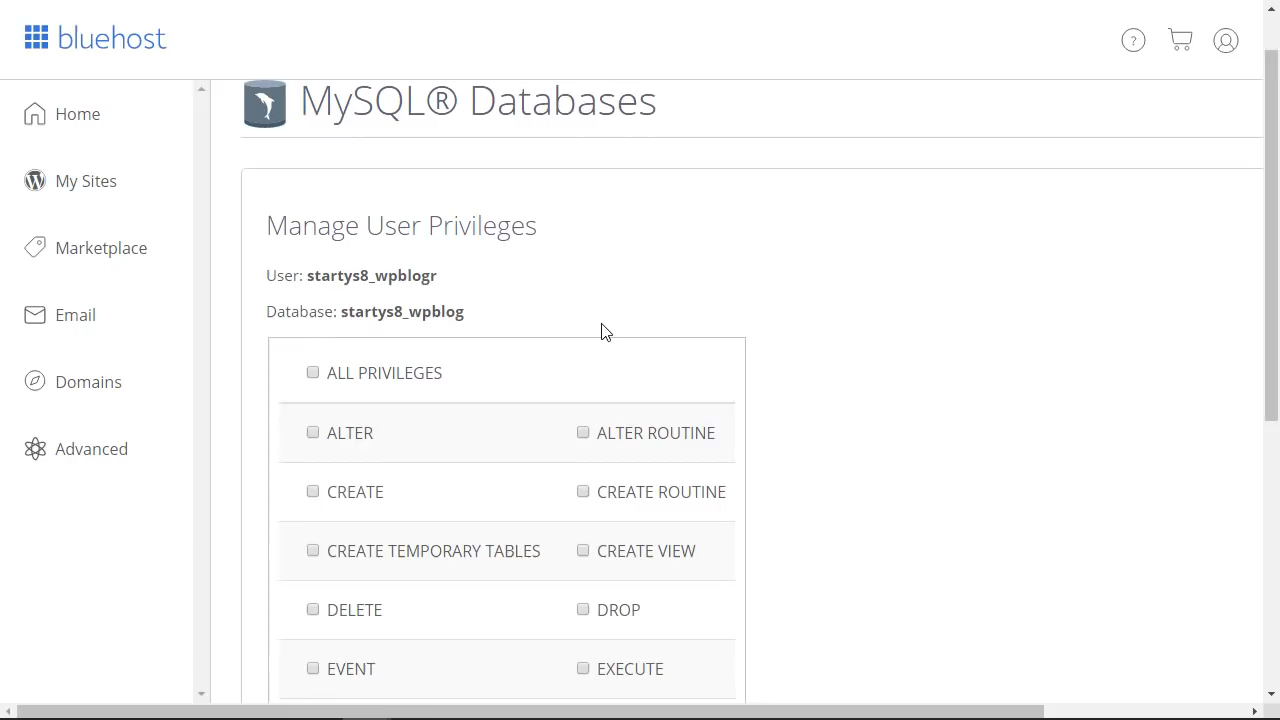 bluehost
?
MySQL® Databases
Home
My Sites
Marketplace
Email
Domains
Advanced
Manage User Privileges
User: startys8_wpblogr
Database: startys8_wpblog
ALL PRIVILEGES
ALTER ALTER ROUTINE
CREATE CREATE ROUTINE
CREATE TEMPORARY TABLES CREATE VIEW
DELETE DROP
EVENT EXECUTE